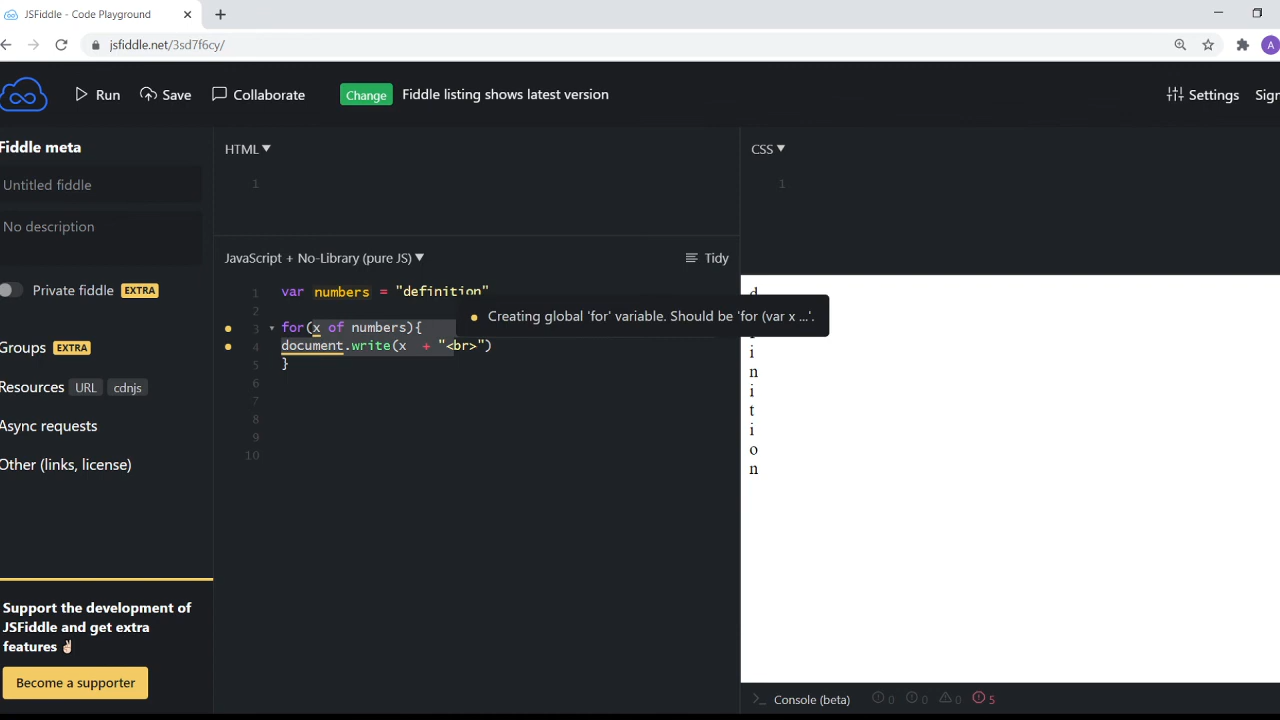 JSFiddle - Code Playground
jsfiddle.net/3sd7f6cy/
A
Run
Save
Collaborate
Change
Fiddle listing shows latest version
Settings
Sign
Fiddle meta
Untitled fiddle
No description
Private fiddle EXTRA
Groups EXTRA
Resources URL cdnjs
Async requests
Other (links, license)
Support the development of
JSFiddle and get extra
features ✌🏻
Become a supporter
HTML ▼
1
CSS ▼
1
JavaScript + No-Library (pure JS) ▼
Tidy
1 var numbers = "definition"
2
3 for(x of numbers){
4 document.write(x  + "<br>")
5 }
6
7
8
9
10
Creating global 'for' variable. Should be 'for (var x ...'.
d
i
n
i
t
i
o
n
>_ Console (beta)
0
0
0
5